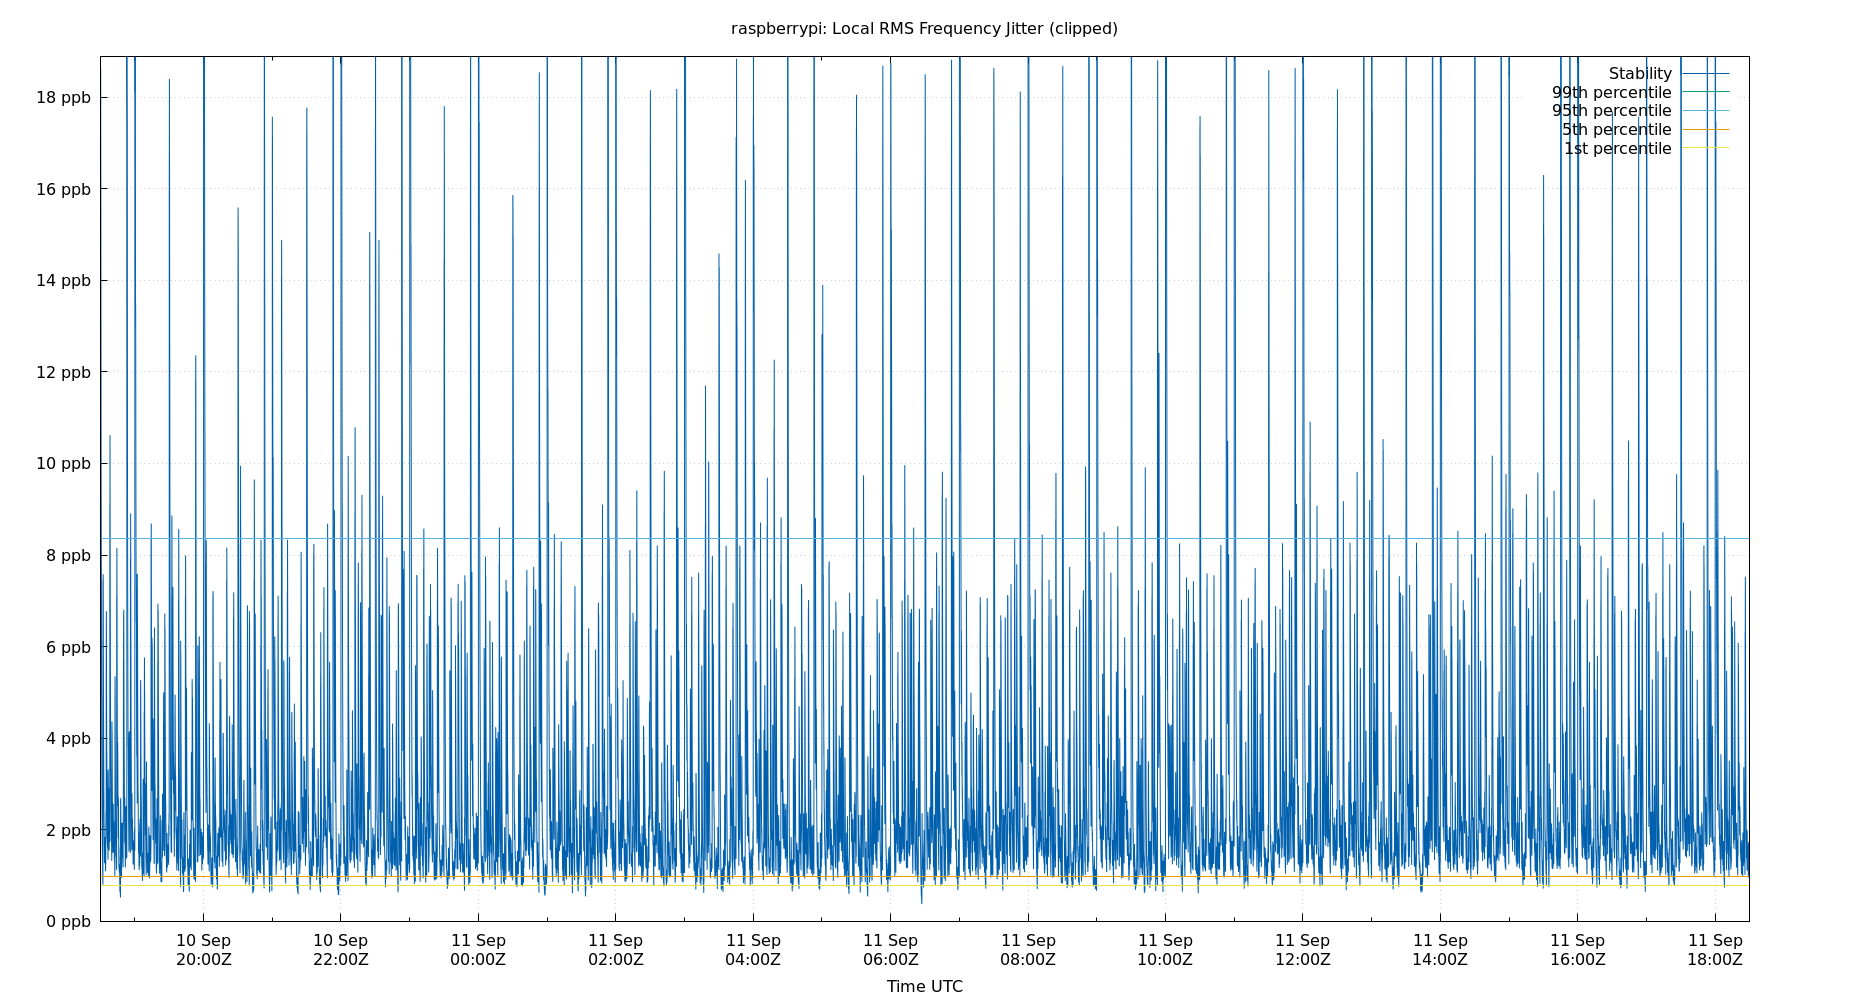 raspberrypi: Local RMS Frequency Jitter (clipped)
Stability
99th percentile
95th percentile
5th percentile
1st percentile
18 ppb
16 ppb
14 ppb
12 ppb
10 ppb
8 ppb
6 ppb
4 ppb
2 ppb
0 ppb
10 Sep 10 Sep 11 Sep 11 Sep 11 Sep 11 Sep 11 Sep 11 Sep 11 Sep 11 Sep 11 Sep 11 Sep
20:00Z 22:00Z 00:00Z 02:00Z 04:00Z 06:00Z 08:00Z 10:00Z 12:00Z 14:00Z 16:00Z 18:00Z
Time UTC